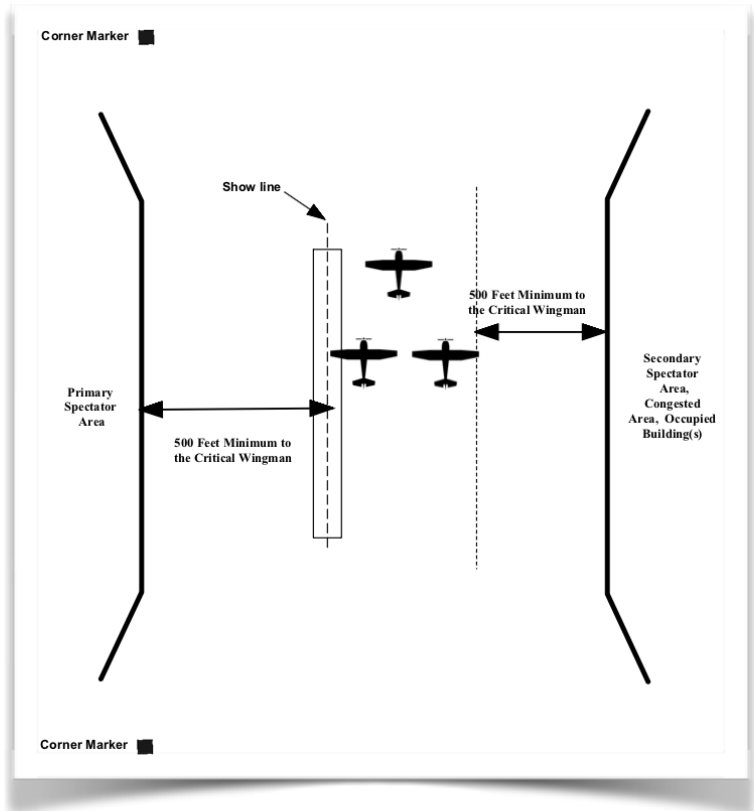 Corner Marker
Show line
500 Feet Minimum to
the Critical Wingman
Primary
Spectator
Area
500 Feet Minimum to
the Critical Wingman
Secondary
Spectator
Area,
Congested
Area, Occupied
Building(s)
Corner Marker